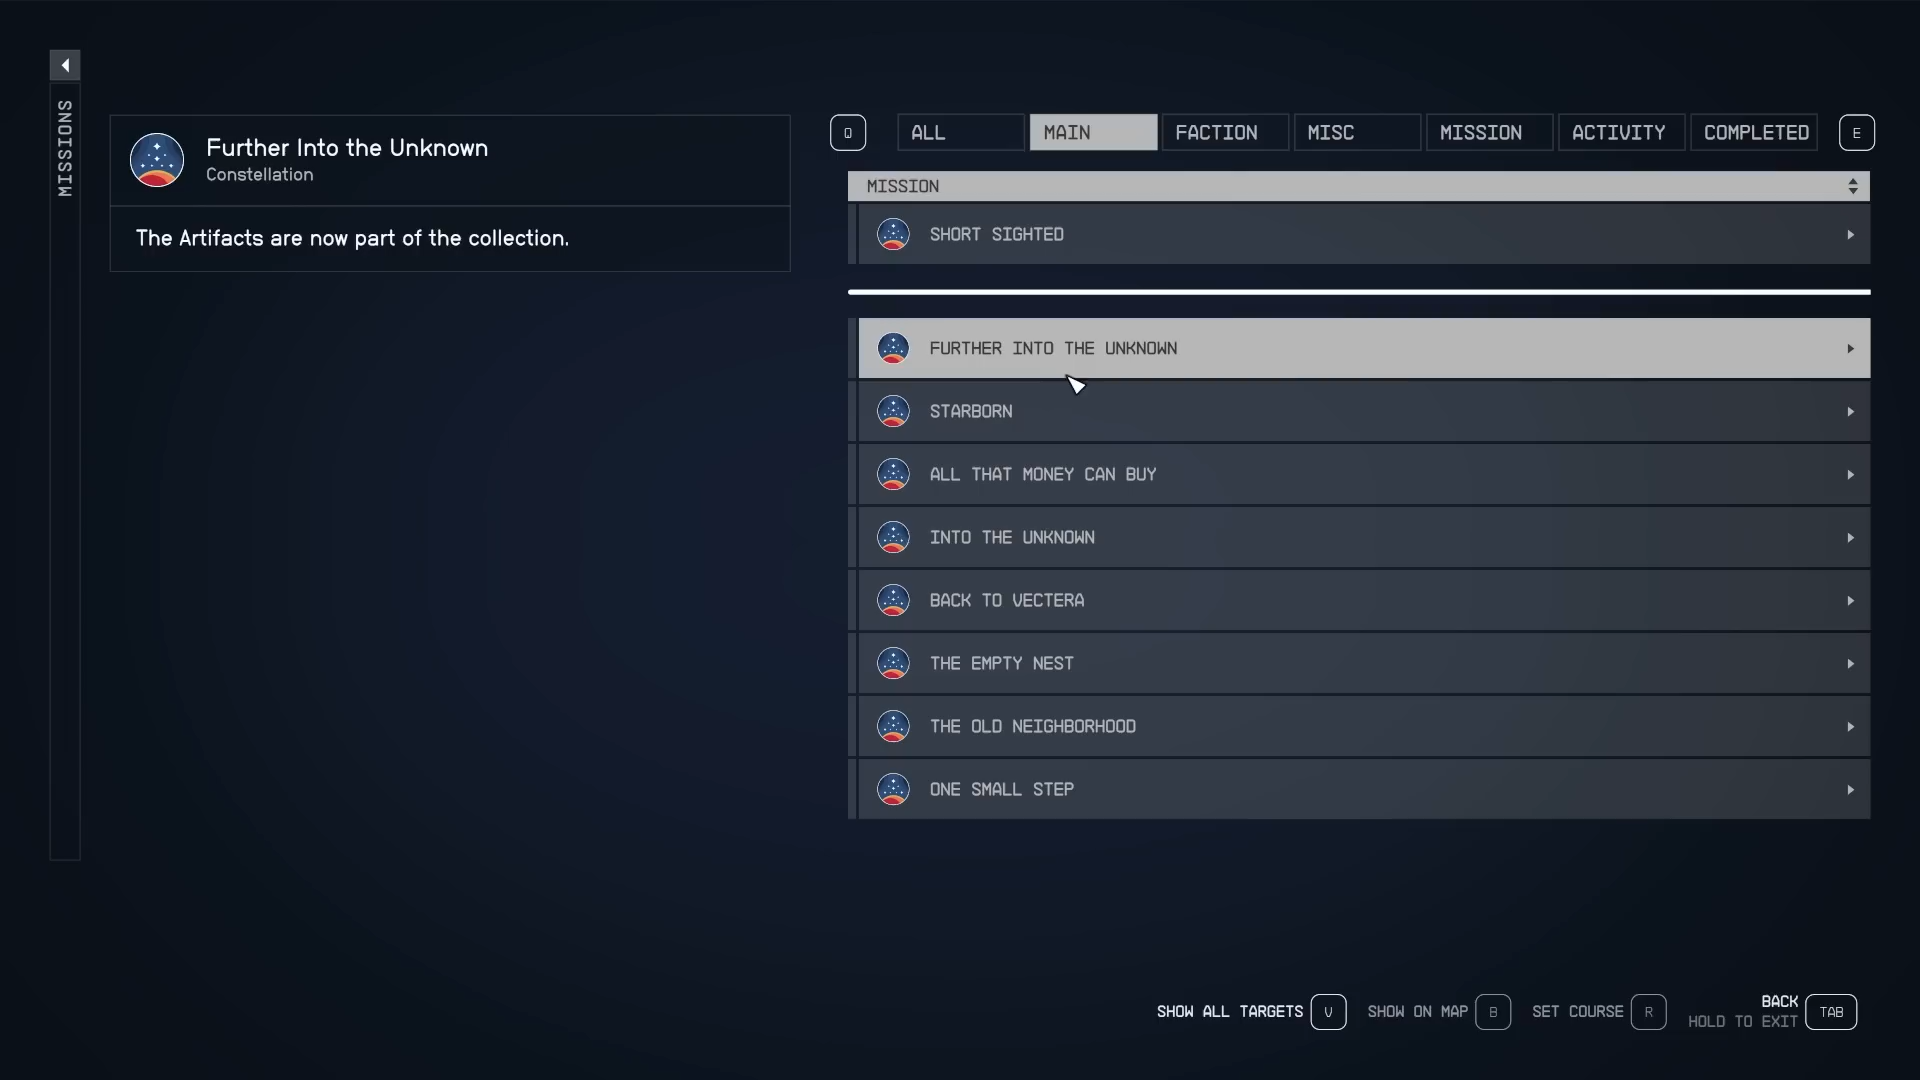 MISSIONS
Further Into the Unknown
Constellation
The Artifacts are now part of the collection.
Q ALL MAIN FACTION MISC MISSION ACTIVITY COMPLETED E
MISSION
SHORT SIGHTED
FURTHER INTO THE UNKNOWN
STARBORN
ALL THAT MONEY CAN BUY
INTO THE UNKNOWN
BACK TO VECTERA
THE EMPTY NEST
THE OLD NEIGHBORHOOD
ONE SMALL STEP
SHOW ALL TARGETS V SHOW ON MAP B SET COURSE R BACK TAB
HOLD TO EXIT